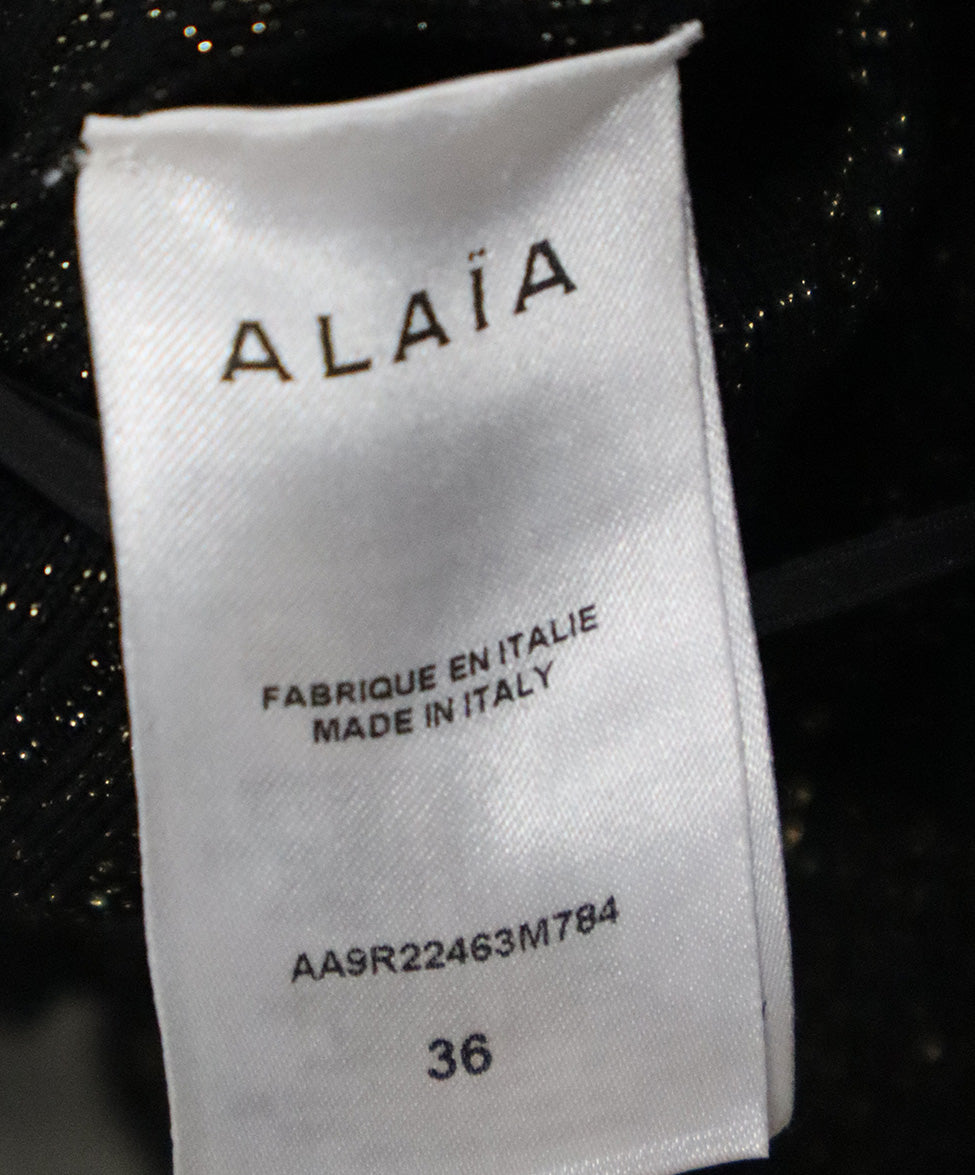 ALAÏA
FABRIQUE EN ITALIE
MADE IN ITALY
AA9R22463M784
36